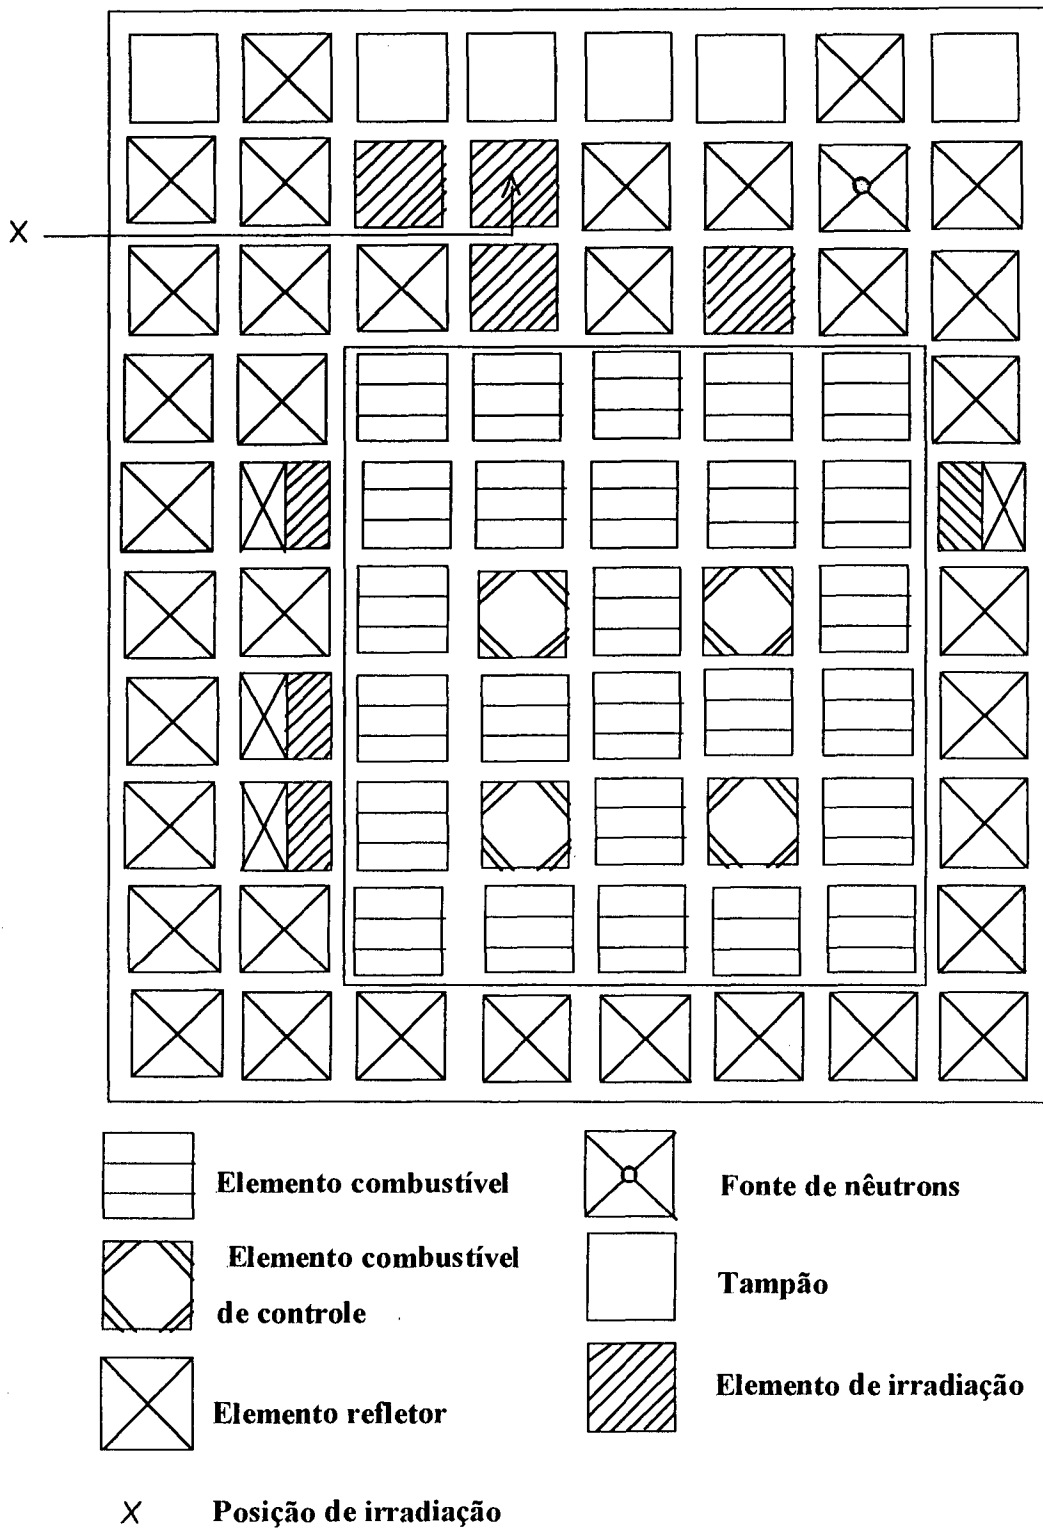 X
Elemento combustível
Elemento combustível
de controle
Elemento refletor
X Posição de irradiação
Fonte de nêutrons
Tampão
Elemento de irradiação